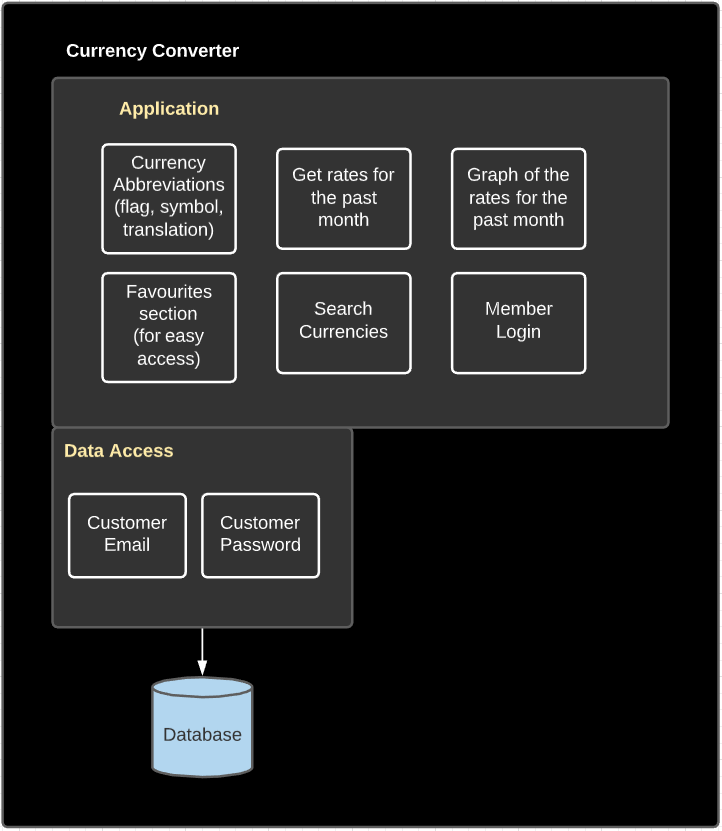 Currency Converter
Application
Currency
Abbreviations
(flag, symbol,
translation)
Get rates for
the past
month
Graph of the
rates for the
past month
Favourites
section
(for easy
access)
Search
Currencies
Member
Login
Data Access
Customer
Email
Customer
Password
Database